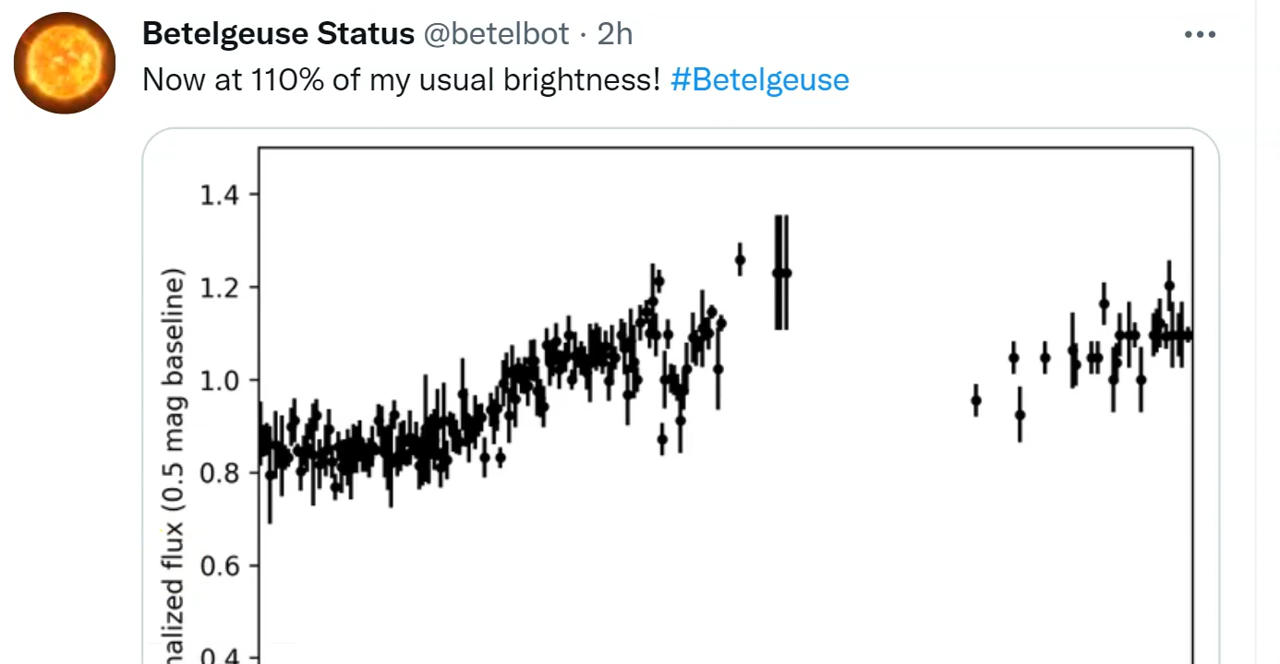 Betelgeuse Status @betelbot · 2h
Now at 110% of my usual brightness! #Betelgeuse
1.4
1.2
1.0
0.8
0.6
0.4
nalized flux (0.5 mag baseline)